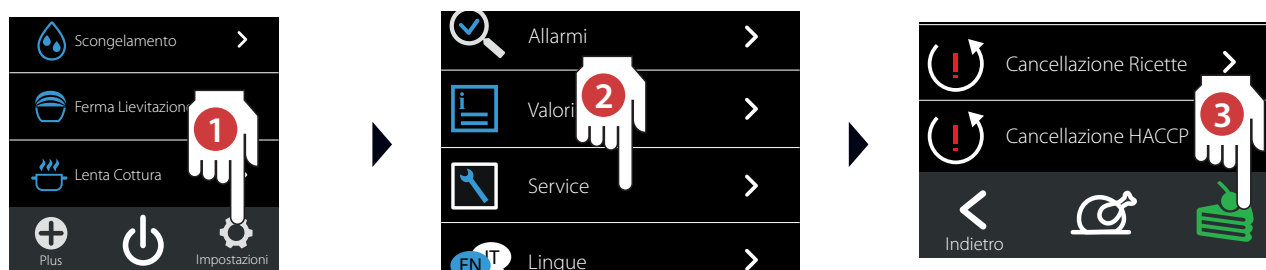 Scongelamento
Ferma Lievitazion
1
Lenta Cottura
Plus
Impostazioni
Allarmi
i
Valori
2
Service
EN IT
Lingue
Cancellazione Ricette
!
Cancellazione HACCP
!
3
Indietro